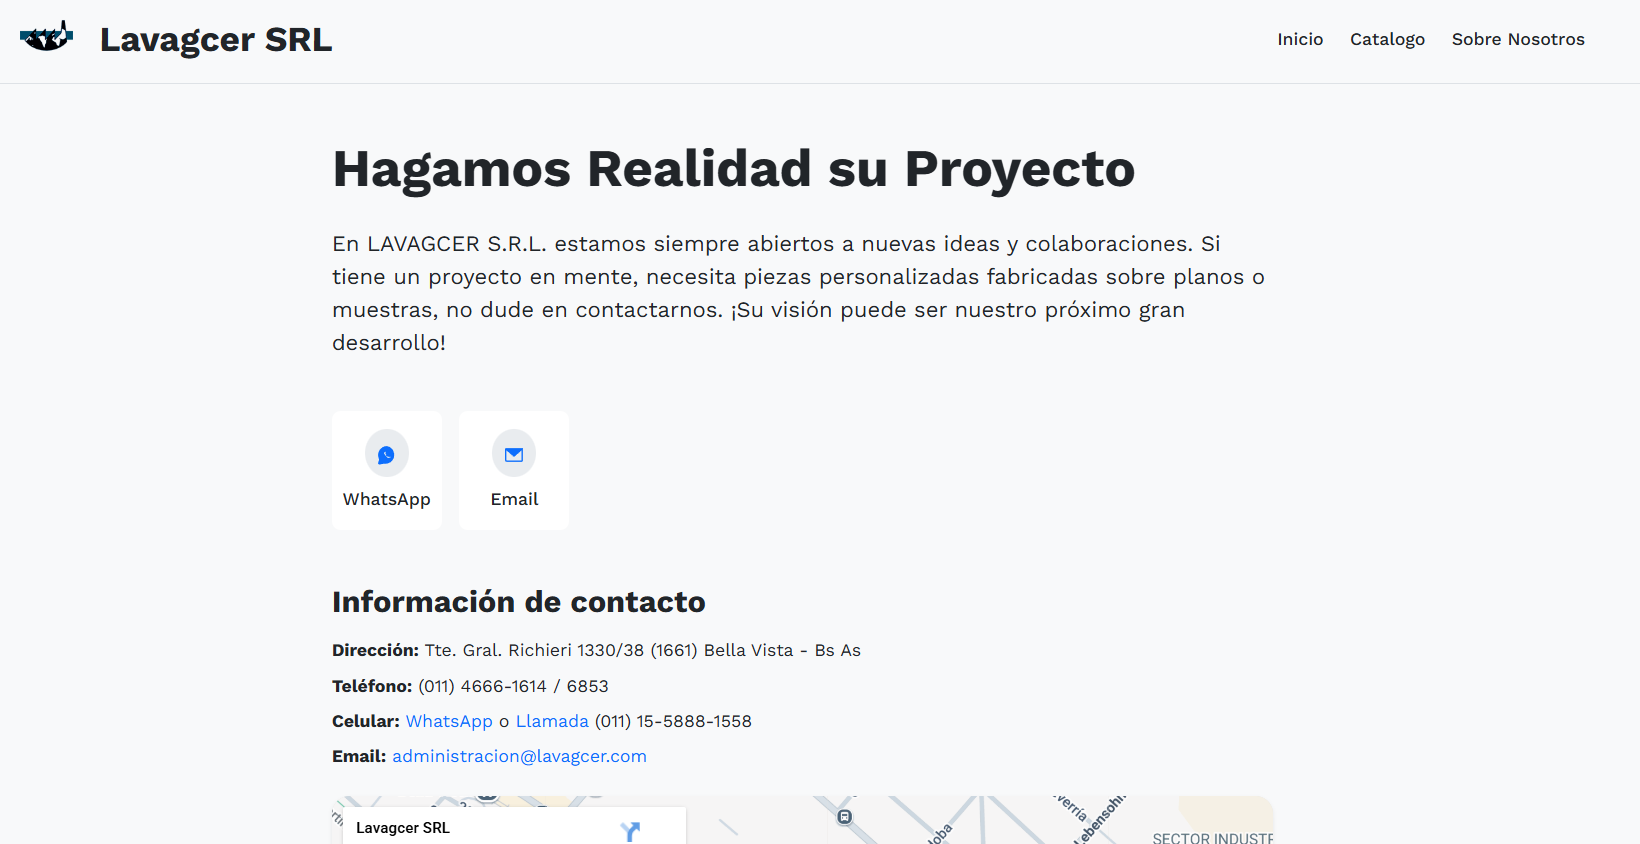 Lavagcer SRL
Inicio Catalogo Sobre Nosotros
Hagamos Realidad su Proyecto
En LAVAGCER S.R.L. estamos siempre abiertos a nuevas ideas y colaboraciones. Si
tiene un proyecto en mente, necesita piezas personalizadas fabricadas sobre planos o
muestras, no dude en contactarnos. ¡Su visión puede ser nuestro próximo gran
desarrollo!
WhatsApp Email
Información de contacto
Dirección: Tte. Gral. Richieri 1330/38 (1661) Bella Vista - Bs As
Teléfono: (011) 4666-1614 / 6853
Celular: WhatsApp o Llamada (011) 15-5888-1558
Email: administracion@lavagcer.com
Lavagcer SRL